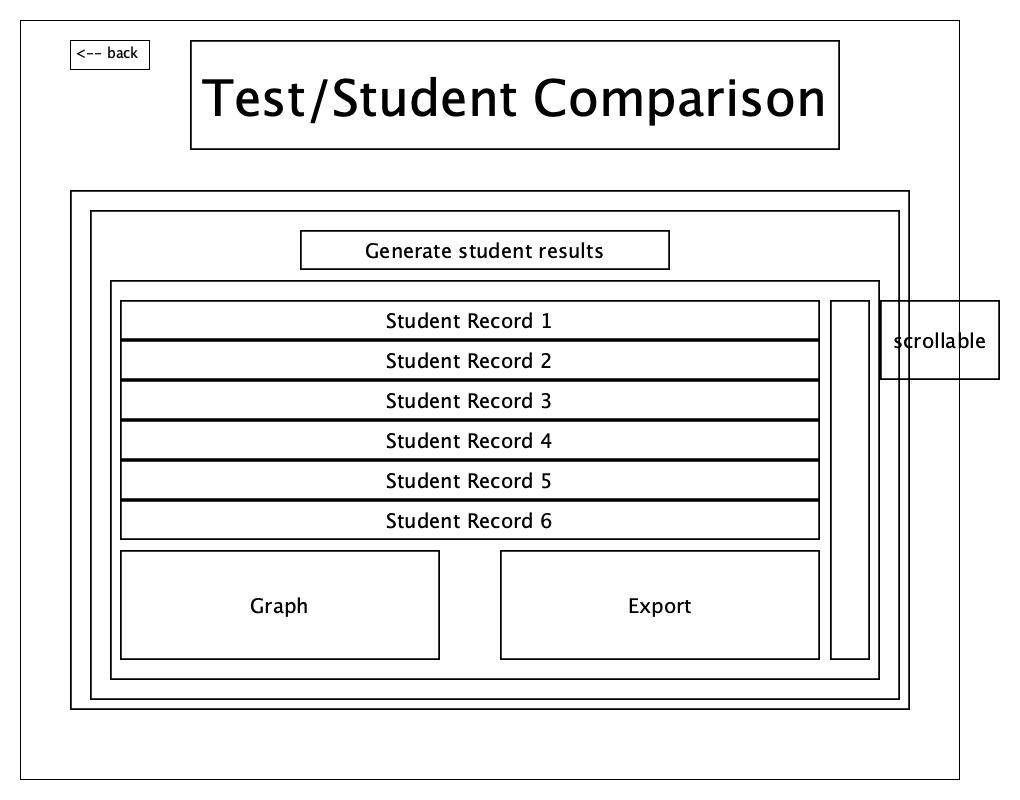 <-- back
Test/Student Comparison
Generate student results
Student Record 1
scrollable
Student Record 2
Student Record 3
Student Record 4
Student Record 5
Student Record 6
Graph
Export